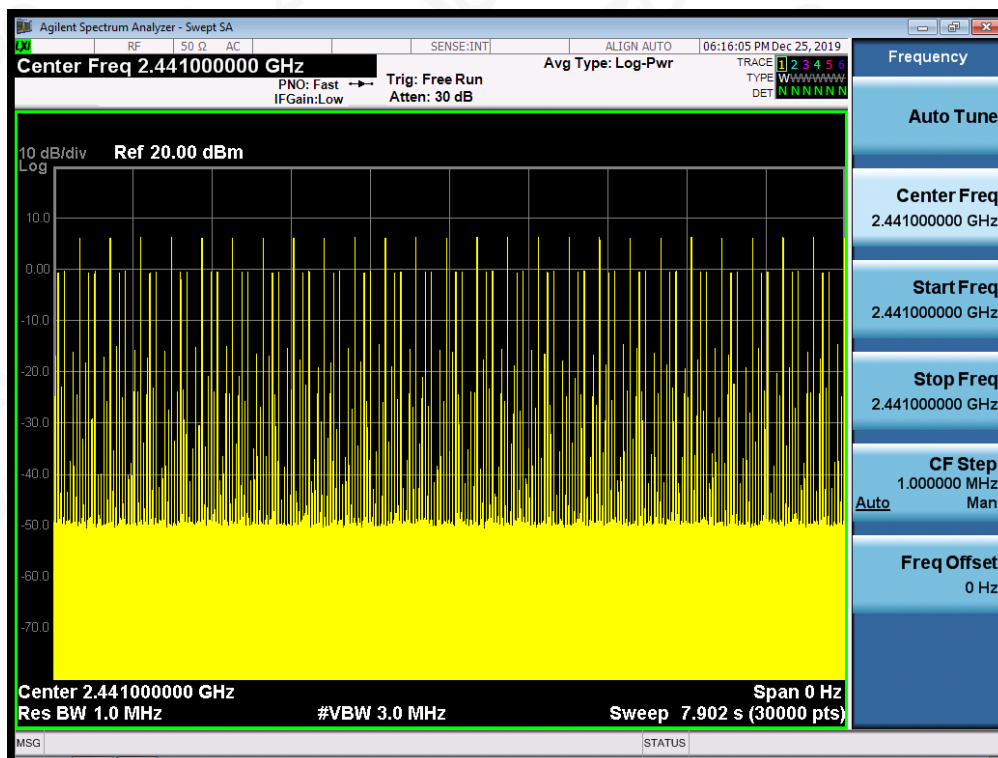 Agilent Spectrum Analyzer - Swept SA
LXI RF 50 Ω AC SENSE:INT ALIGN AUTO 06:16:05 PM Dec 25, 2019
Center Freq 2.441000000 GHz
PNO: Fast
IFGain:Low
Trig: Free Run
Atten: 30 dB
Avg Type: Log-Pwr
TRACE 1 2 3 4 5 6
TYPE WWWWWWW
DET N N N N N N
10 dB/div Ref 20.00 dBm
Log
10.0
0.00
-10.0
-20.0
-30.0
-40.0
-50.0
-60.0
-70.0
Center 2.441000000 GHz Span 0 Hz
Res BW 1.0 MHz #VBW 3.0 MHz Sweep 7.902 s (30000 pts)
MSG STATUS
Frequency
Auto Tune
Center Freq
2.441000000 GHz
Start Freq
2.441000000 GHz
Stop Freq
2.441000000 GHz
CF Step
1.000000 MHz
Auto Man
Freq Offset
0 Hz